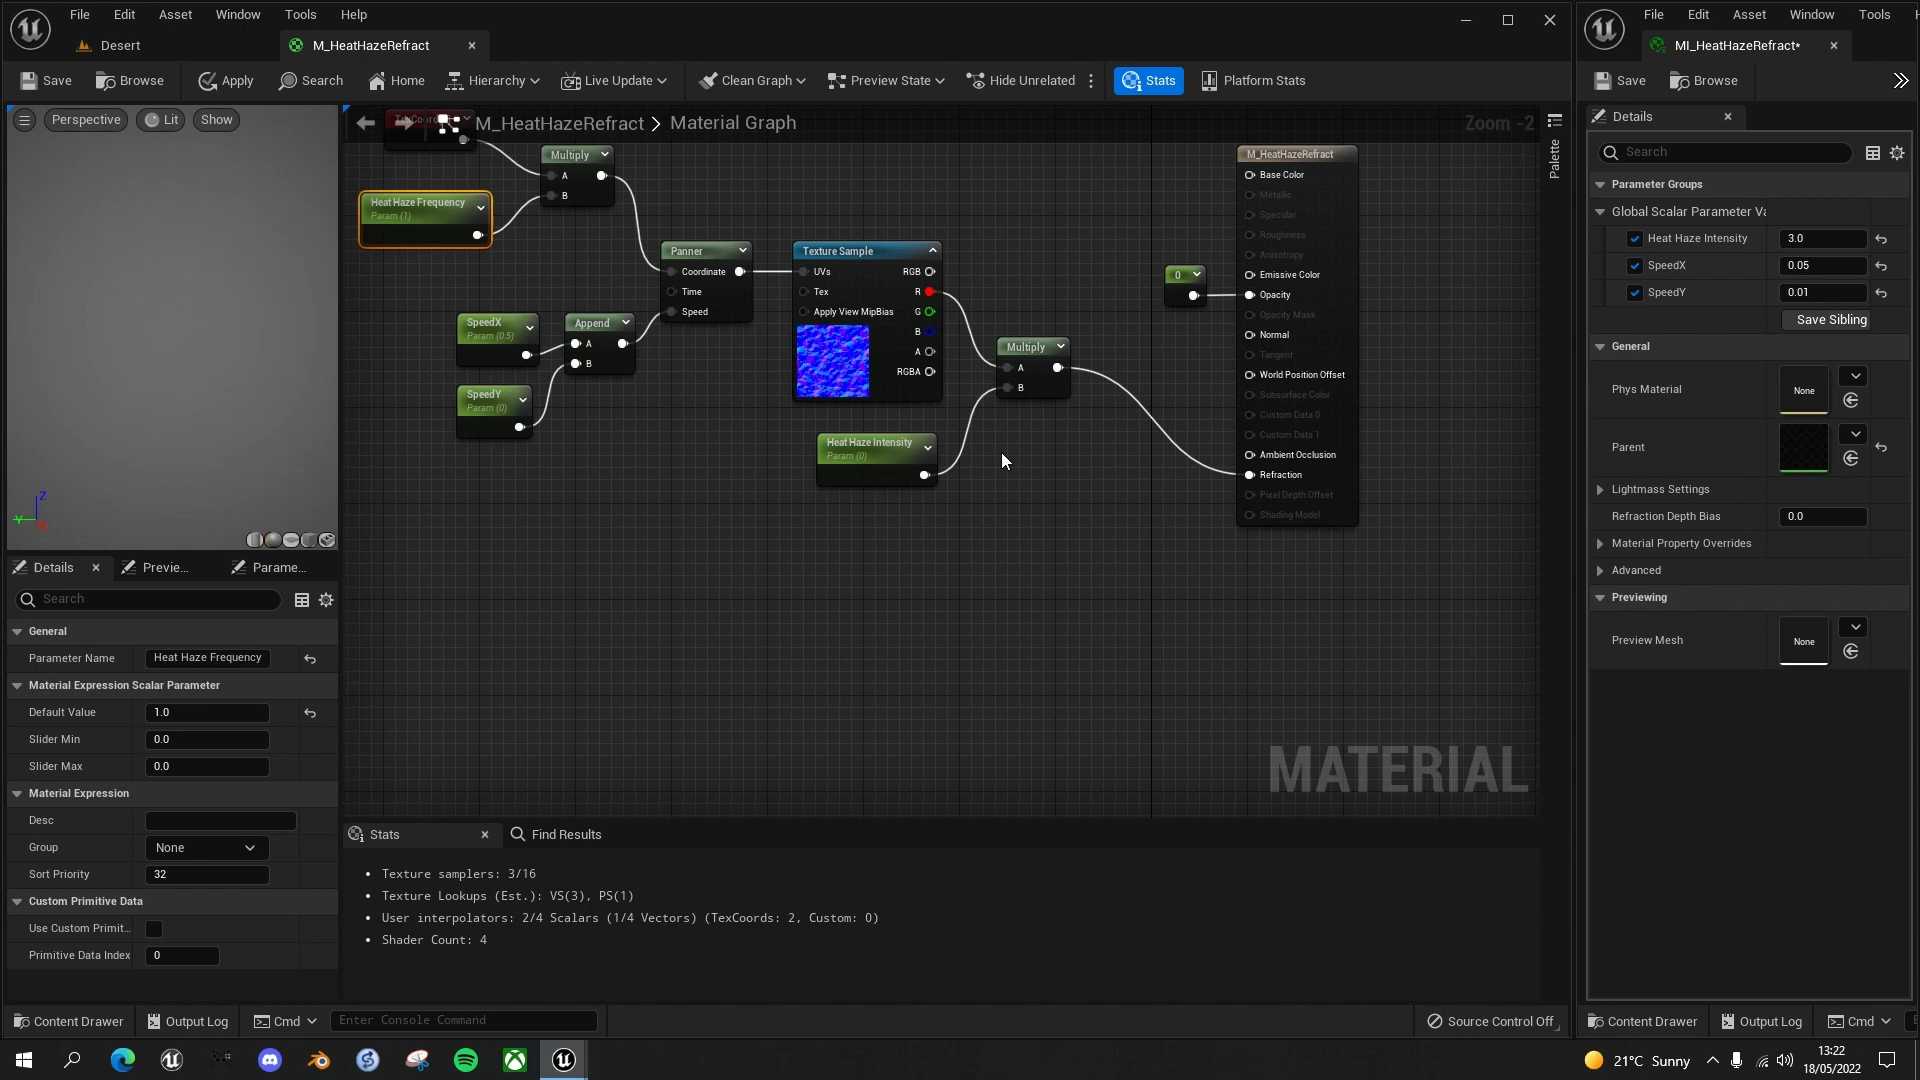 File Edit Asset Window Tools Help
Desert M_HeatHazeRefract
Save Browse Apply Search Home Hierarchy Live Update Clean Graph Preview State Hide Unrelated Stats Platform Stats
Perspective Lit Show
M_HeatHazeRefract > Material Graph
Zoom -2
Palette
Multiply
A
B
Heat Haze Frequency
Param (1)
Panner
Coordinate
Time
Speed
SpeedX
Param (0.5)
Append
A
B
SpeedY
Param (0)
Texture Sample
UVs RGB
Tex R
Apply View MipBias G
B
A
RGBA
Heat Haze Intensity
Param (0)
Multiply
A
B
0
M_HeatHazeRefract
Base Color
Metallic
Specular
Roughness
Anisotropy
Emissive Color
Opacity
Opacity Mask
Normal
Tangent
World Position Offset
Subsurface Color
Custom Data 0
Custom Data 1
Ambient Occlusion
Refraction
Pixel Depth Offset
Shading Model
MATERIAL
Z
Y
Details Previe... Parame...
Search
General
Parameter Name Heat Haze Frequency
Material Expression Scalar Parameter
Default Value 1.0
Slider Min 0.0
Slider Max 0.0
Material Expression
Desc
Group None
Sort Priority 32
Custom Primitive Data
Use Custom Primit...
Primitive Data Index 0
Stats Find Results
• Texture samplers: 3/16
• Texture Lookups (Est.): VS(3), PS(1)
• User interpolators: 2/4 Scalars (1/4 Vectors) (TexCoords: 2, Custom: 0)
• Shader Count: 4
Content Drawer Output Log Cmd Enter Console Command Source Control Off
File Edit Asset Window Tools
MI_HeatHazeRefract*
Save Browse
Details
Search
Parameter Groups
Global Scalar Parameter Va
Heat Haze Intensity 3.0
SpeedX 0.05
SpeedY 0.01
Save Sibling
General
Phys Material None
Parent
Lightmass Settings
Refraction Depth Bias 0.0
Material Property Overrides
Advanced
Previewing
Preview Mesh None
Content Drawer Output Log Cmd
21°C Sunny
13:22
18/05/2022